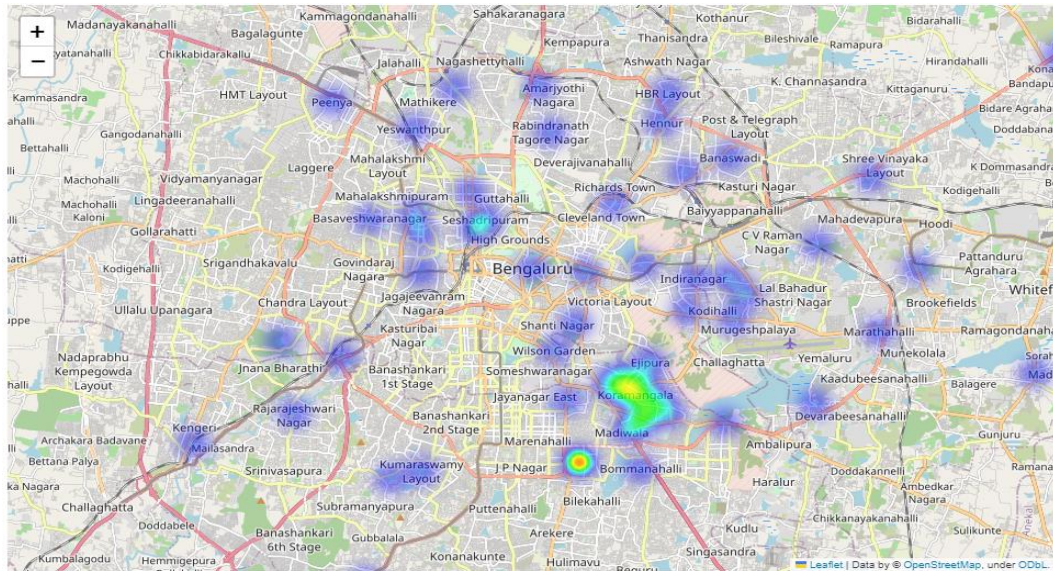 +
−
Madanayakanahalli
Kammagondanahalli
Sahakaranagara
Kothanur
Bidarahalli
Bagalagunte
Chikkabidarakallu
Jalahalli
Nagashettyhalli
Kempapura
Thanisandra
Bileshivale
Rampura
Hirandahalli
Ashwath Nagar
K. Channasandra
Kittaganuru
Kammasandra
HMT Layout
Peenya
Mathikere
Amarjyothi
Nagara
HBR Layout
Bidare Agraha
Gangodanahalli
Yeswanthpur
Rabindranath
Tagore Nagar
Hennur
Post & Telegraph
Layout
Doddabana
Bettahalli
Laggere
Mahalakshmi
Layout
Devarajivanahalli
Banaswadi
Shree Vinayaka
Layout
K Dommasandra
Machohalli
Vidyamanyanagar
Kaloni
Lingadeeranahalli
Mahalakshmipuram
Guttahalli
Richards Town
Kasturi Nagar
Kodigehalli
Basaveshwaranagar
Seshadripuram
Cleveland Town
Baiyyappanahalli
Mahadevapura
Hoodi
Gollarahatti
High Grounds
C V Raman
Nagar
Pattanduru
Agrahara
Kodigehalli
Srigandhakavalu
Govindaraj
Nagara
Bengaluru
Indiranagar
Lal Bahadur
Shastri Nagar
Whitef
Ullalu Upanagara
Chandra Layout
Jagajeevanram
Nagara
Victoria Layout
Kodihalli
Brookefields
Kasturibai
Nagar
Shanti Nagar
Murugeshpalaya
Marathahalli
Ramagondana
Nadaprabhu
Kempegowda
Layout
Jnana Bharathi
Banashankari
1st Stage
Wilson Garden
Someshwaranagar
Ejipura
Challaghatta
Yemaluru
Munekolala
Kaadubeesanahalli
Balagere
Rajarajeshwari
Nagar
Banashankari
2nd Stage
Jayanagar East
Koramangala
Devarabeesanahalli
Archakara Badavane
Kengeri
Mailasandra
Marenahalli
Madiwala
Ambalipura
Gunjuru
Bettana Palya
Srinivasapura
Kumaraswamy
Layout
J P Nagar
Bommanahalli
Doddakannelli
Haralur
Ambedkar
Nagara
Challaghatta
Subramanyapura
Puttenahalli
Bilekahalli
Chikkanayakanahalli
Doddabele
Banashankari
6th Stage
Gubbalala
Arekere
Kudlu
Sulikunte
Kumbalagodu
Hemmigepura
Konanakunte
Hulimavu
Singasandra
Leaflet | Data by © OpenStreetMap, under ODbL.